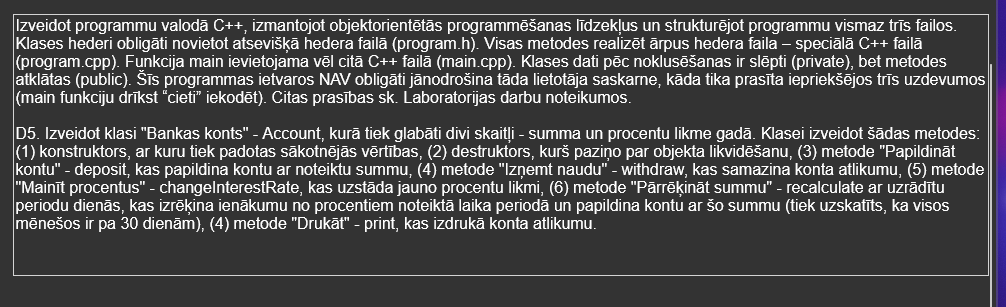 Izveidot programmu valodā C++, izmantojot objektorientētās programmēšanas līdzekļus un strukturējot programmu vismaz trīs failos.
Klases hederi obligāti novietot atsevišķā hedera failā (program.h). Visas metodes realizēt ārpus hedera faila – speciālā C++ failā
(program.cpp). Funkcija main ievietojama vēl citā C++ failā (main.cpp). Klases dati pēc noklusēšanas ir slēpti (private), bet metodes
atklātas (public). Šīs programmas ietvaros NAV obligāti jānodrošina tāda lietotāja saskarne, kāda tika prasīta iepriekšējos trīs uzdevumos
(main funkciju drīkst “cieti” iekodēt). Citas prasības sk. Laboratorijas darbu noteikumos.
D5. Izveidot klasi "Bankas konts" - Account, kurā tiek glabāti divi skaitļi - summa un procentu likme gadā. Klasei izveidot šādas metodes:
(1) konstruktors, ar kuru tiek padotas sākotnējās vērtības, (2) destruktors, kurš paziņo par objekta likvidēšanu, (3) metode "Papildināt
kontu" - deposit, kas papildina kontu ar noteiktu summu, (4) metode "Izņemt naudu" - withdraw, kas samazina konta atlikumu, (5) metode
"Mainīt procentus" - changeInterestRate, kas uzstāda jauno procentu likmi, (6) metode "Pārrēķināt summu" - recalculate ar uzrādītu
periodu dienās, kas izrēķina ienākumu no procentiem noteiktā laika periodā un papildina kontu ar šo summu (tiek uzskatīts, ka visos
mēnešos ir pa 30 dienām), (4) metode "Drukāt" - print, kas izdrukā konta atlikumu.